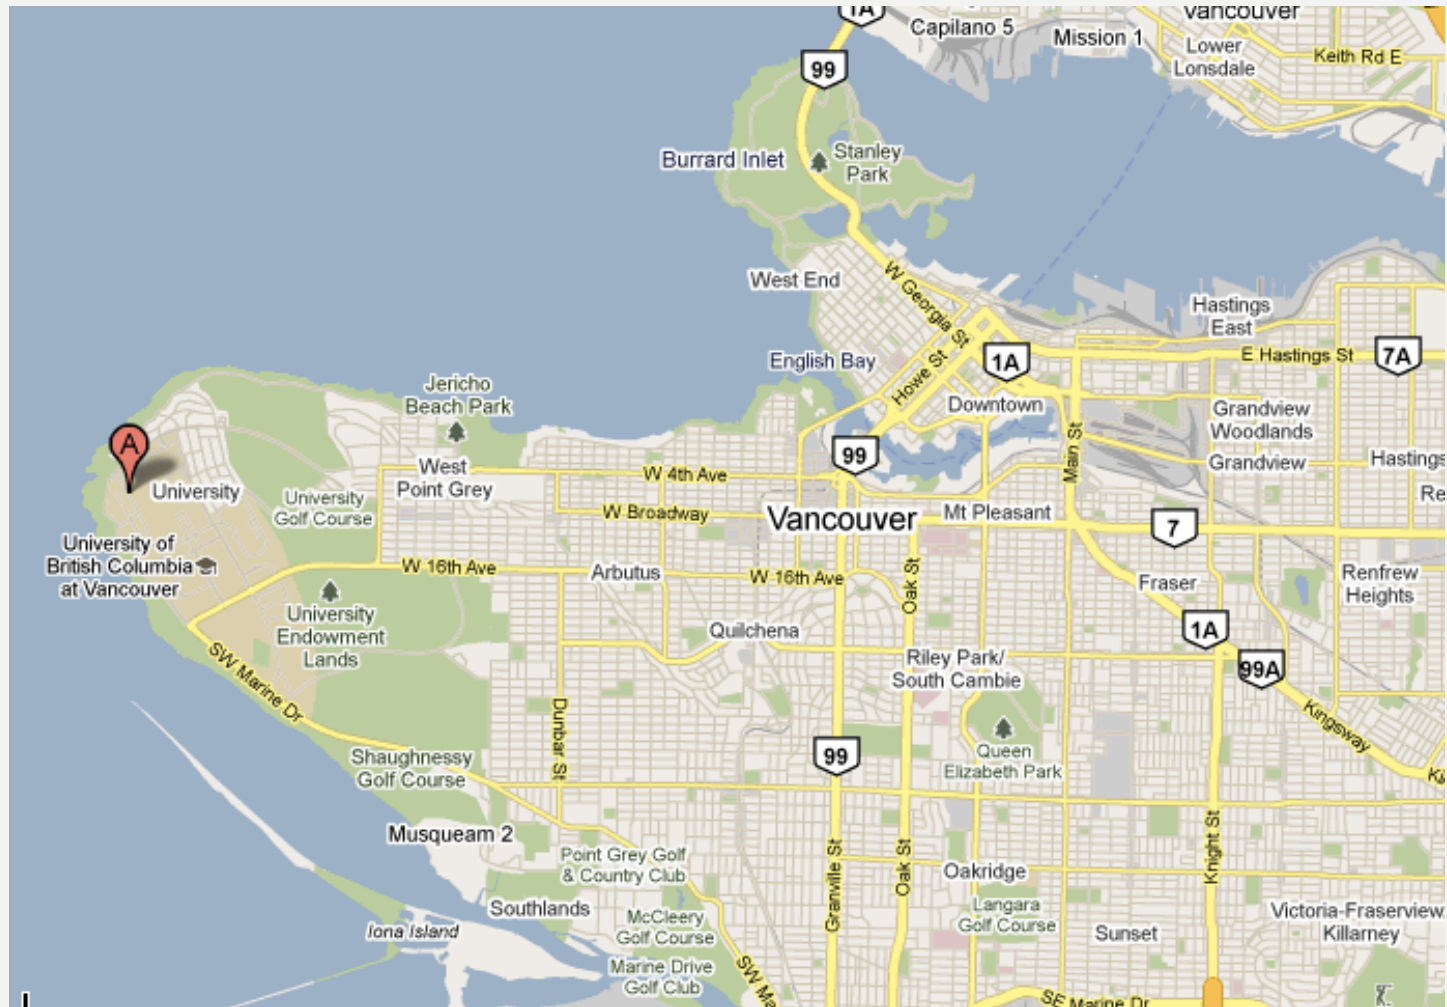 1A
Capilano 5
Mission 1
Vancouver
Lower
Lonsdale
Keith Rd E
99
Burrard Inlet
Stanley
Park
West End
W Georgia St
Hastings
East
English Bay
Howe St
1A
E Hastings St
7A
Jericho
Beach Park
Downtown
Grandview
Woodlands
A
99
Main St
Grandview
Hastings
West
Point Grey
W 4th Ave
University
University
Golf Course
W Broadway
Vancouver
Mt Pleasant
7
Re
University of
British Columbia
at Vancouver
W 16th Ave
Arbutus
W 16th Ave
Oak St
Fraser
Renfrew
Heights
University
Endowment
Lands
Quilchena
1A
Riley Park/
South Cambie
99A
SW Marine Dr
Dunbar St
Kingsway
99
Queen
Elizabeth Park
Shaughnessy
Golf Course
Ki
Musqueam 2
Point Grey Golf
& Country Club
Granville St
Oak St
Oakridge
Knight St
Southlands
Iona Island
McCleery
Golf Course
Langara
Golf Course
Sunset
Victoria-Fraserview
Killarney
Marine Drive
Golf Club
SW Ma
SE Marine Dr